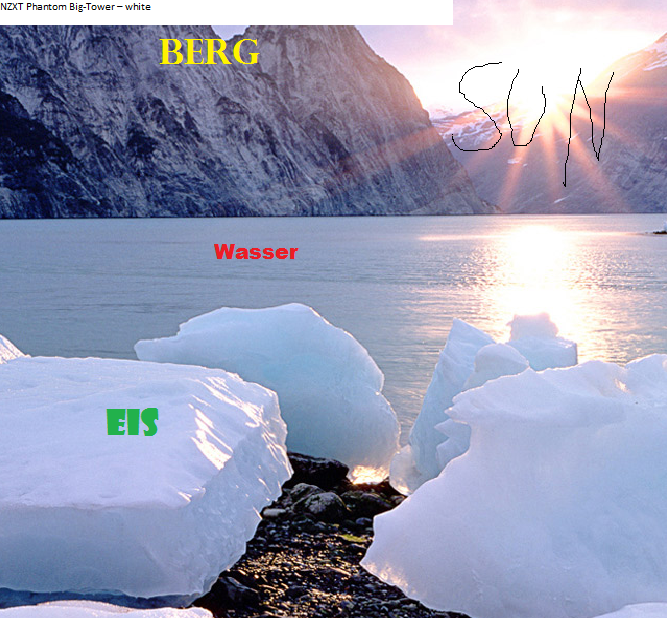 NZXT Phantom Big-Tower – white
BERG
SUN
Wasser
EIS